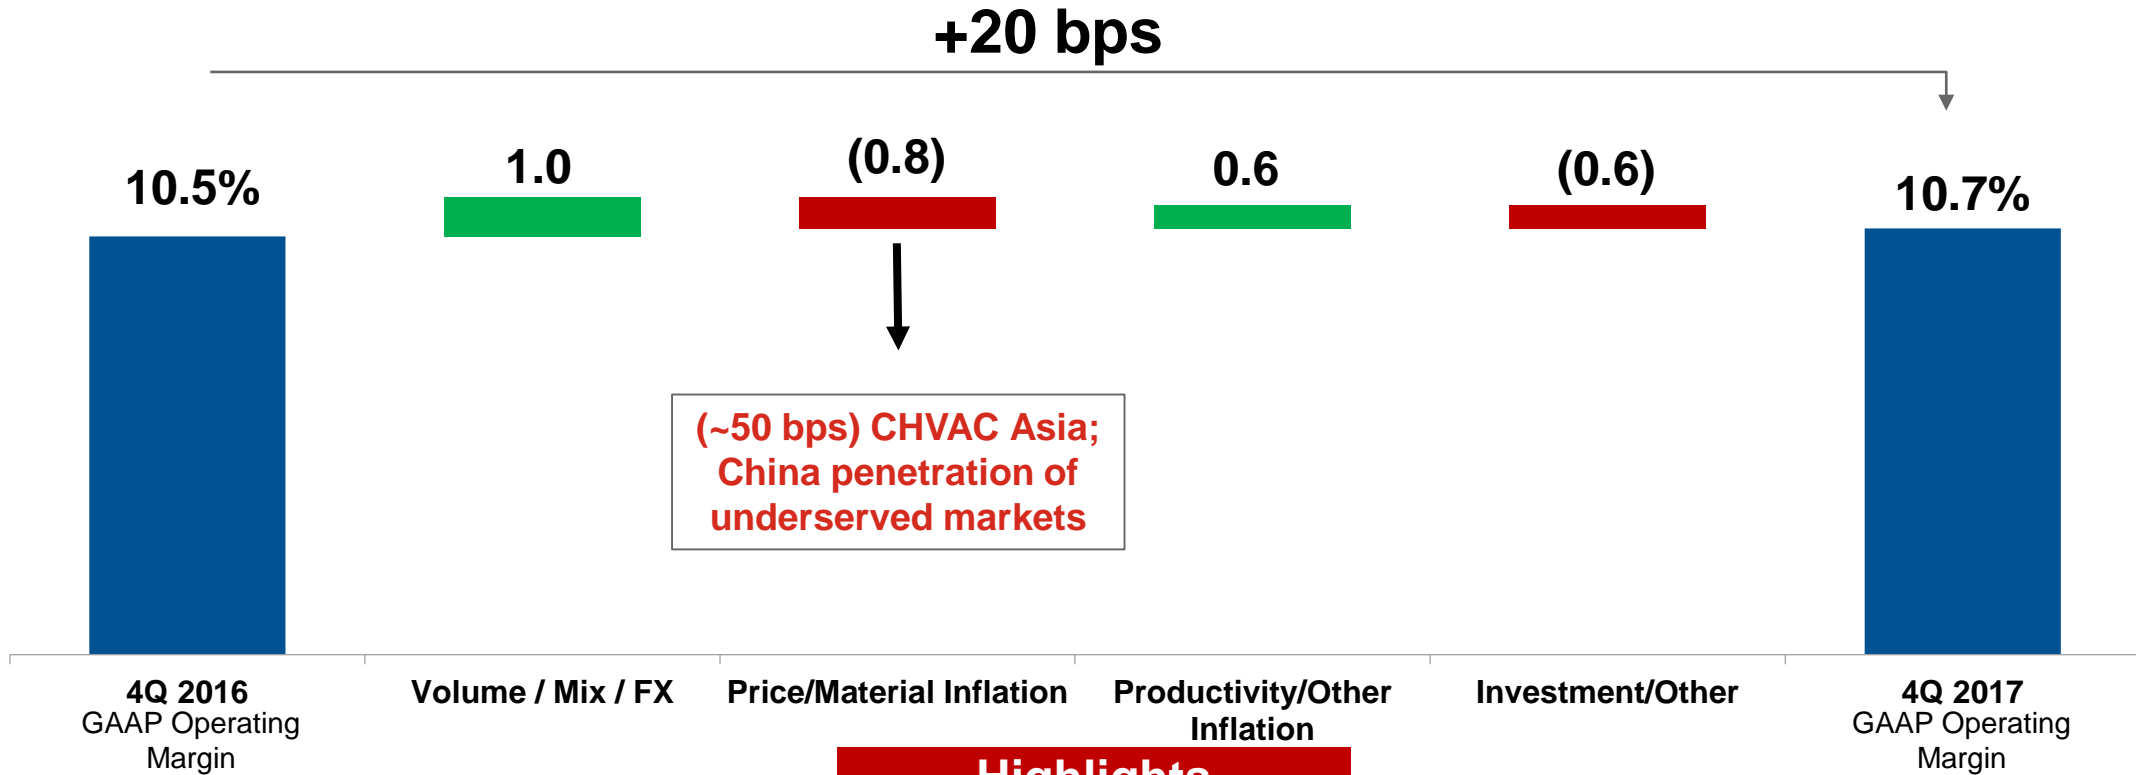 +20 bps
10.5%
1.0
(0.8)
0.6
(0.6)
10.7%
(~50 bps) CHVAC Asia;
China penetration of
underserved markets
4Q 2016
GAAP Operating
Margin
Volume / Mix / FX
Price/Material Inflation
Productivity/Other
Inflation
Investment/Other
4Q 2017
GAAP Operating
Margin
Highlights